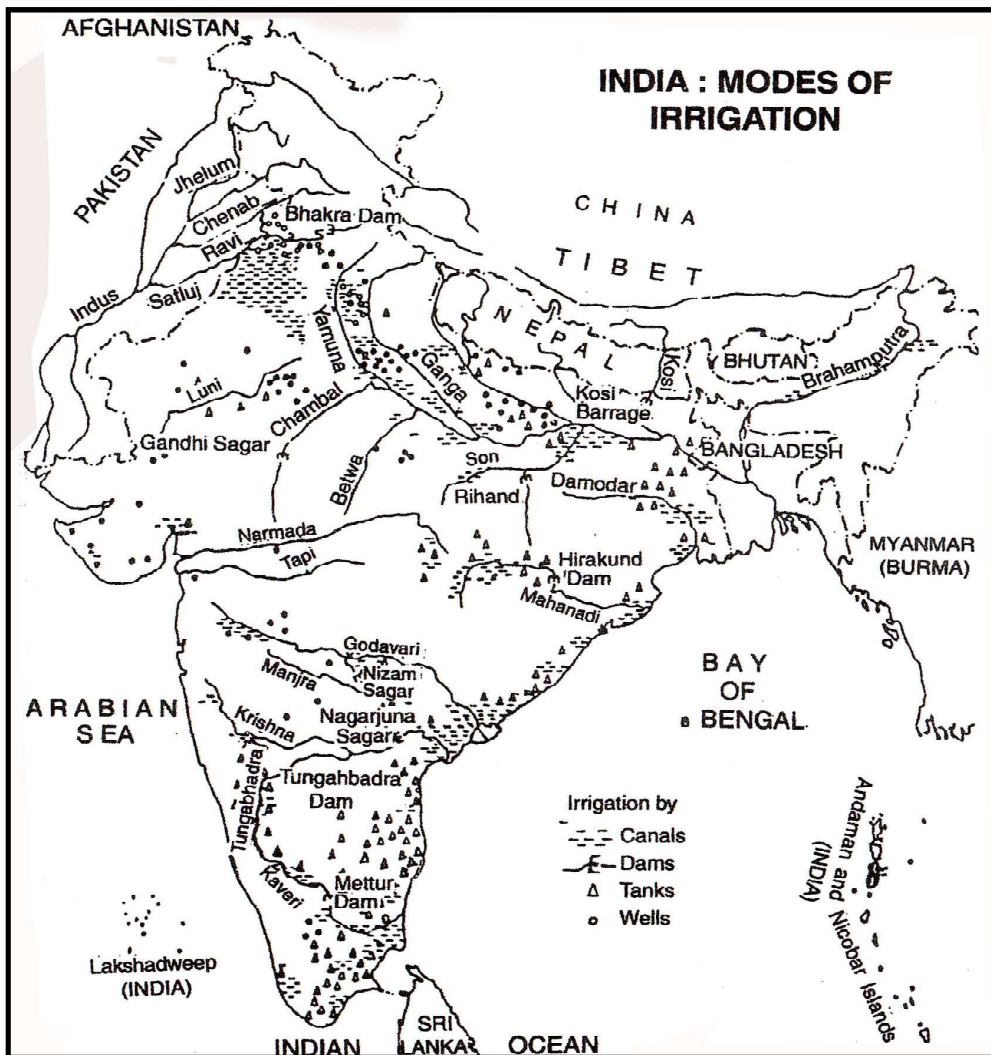 AFGHANISTAN
INDIA : MODES OF
IRRIGATION
PAKISTAN
Jhelum
Chenab
Bhakra Dam
Ravi
CHINA
TIBET
Indus
Satluj
NEPAL
Yamuna
Kosi
BHUTAN
Brahamputra
Ganga
Luni
Chambal
Kosi
Barrage
Gandhi Sagar
BANGLADESH
Betwa
Son
Rihand
Damodar
Narmada
Tapi
Hirakund
Dam
MYANMAR
(BURMA)
Mahanadi
Godavari
Nizam
Sagar
Manjra
BAY
OF
BENGAL
ARABIAN
SEA
Krishna
Nagarjuna
Sagar
Tungabhadra
Tungahbadra
Dam
Irrigation by
Canals
Dams
Tanks
Wells
Andaman and
Nicobar Islands
(INDIA)
Kaveri
Mettur
Dam
Lakshadweep
(INDIA)
SRI
LANKA
INDIAN OCEAN